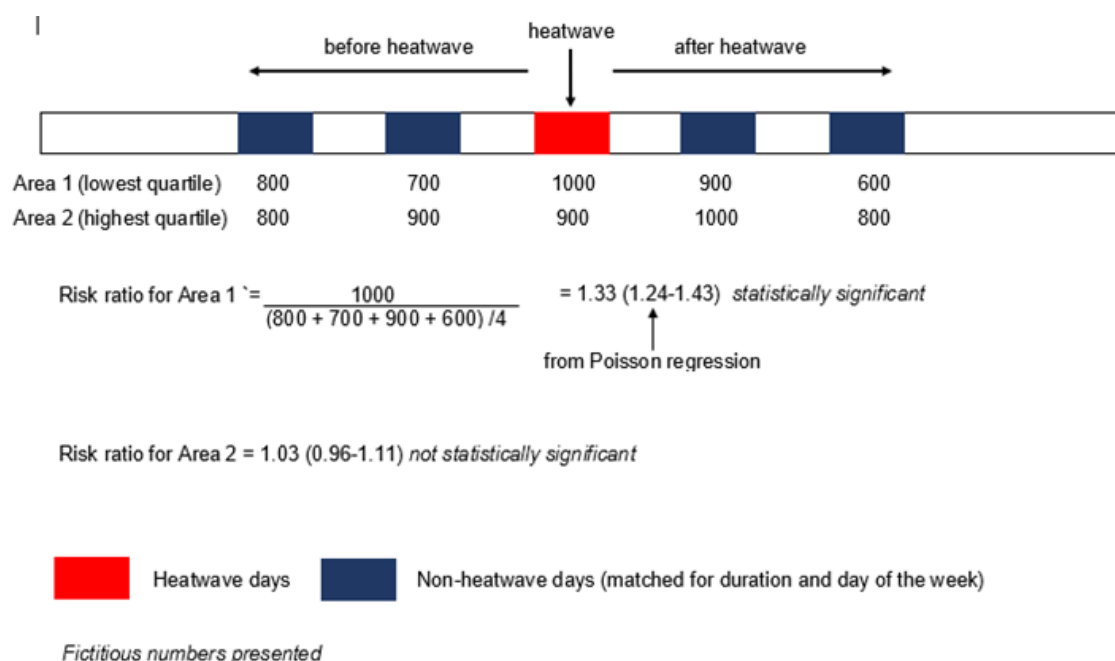 heatwave
before heatwave
after heatwave
Area 1 (lowest quartile) 800 700 1000 900 600
Area 2 (highest quartile) 800 900 900 1000 800
Risk ratio for Area 1 `= 1000 = 1.33 (1.24-1.43) statistically significant
(800 + 700 + 900 + 600) /4
from Poisson regression
Risk ratio for Area 2 = 1.03 (0.96-1.11) not statistically significant
Heatwave days
Non-heatwave days (matched for duration and day of the week)
Fictitious numbers presented